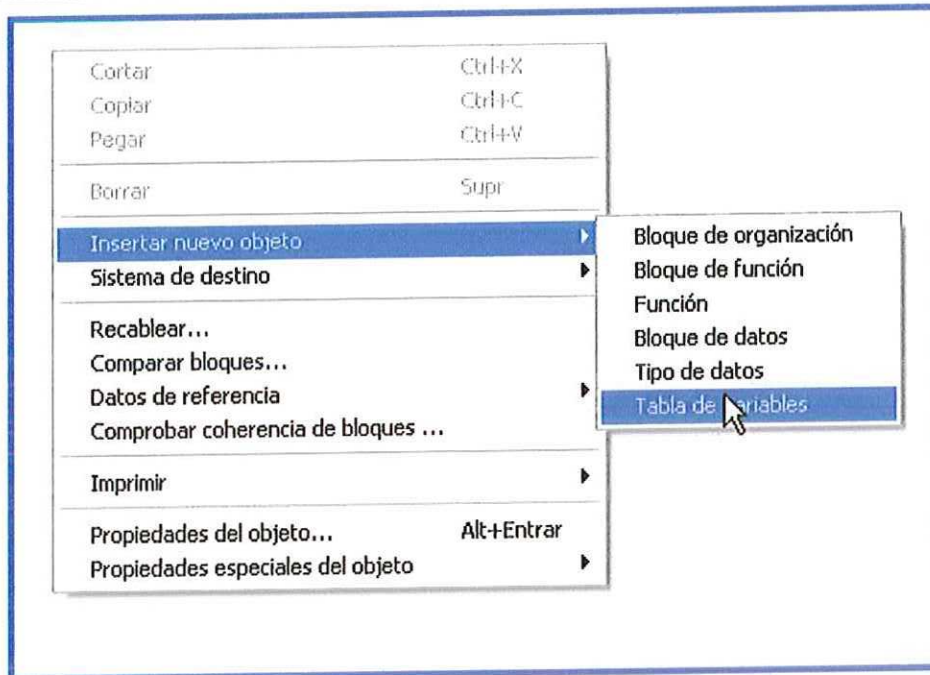 Cortar Ctrl+X
Copiar Ctrl+C
Pegar Ctrl+V
Borrar Supr
Insertar nuevo objeto
Sistema de destino
Recablear...
Comparar bloques...
Datos de referencia
Comprobar coherencia de bloques ...
Imprimir
Propiedades del objeto... Alt+Entrar
Propiedades especiales del objeto
Bloque de organización
Bloque de función
Función
Bloque de datos
Tipo de datos
Tabla de variables